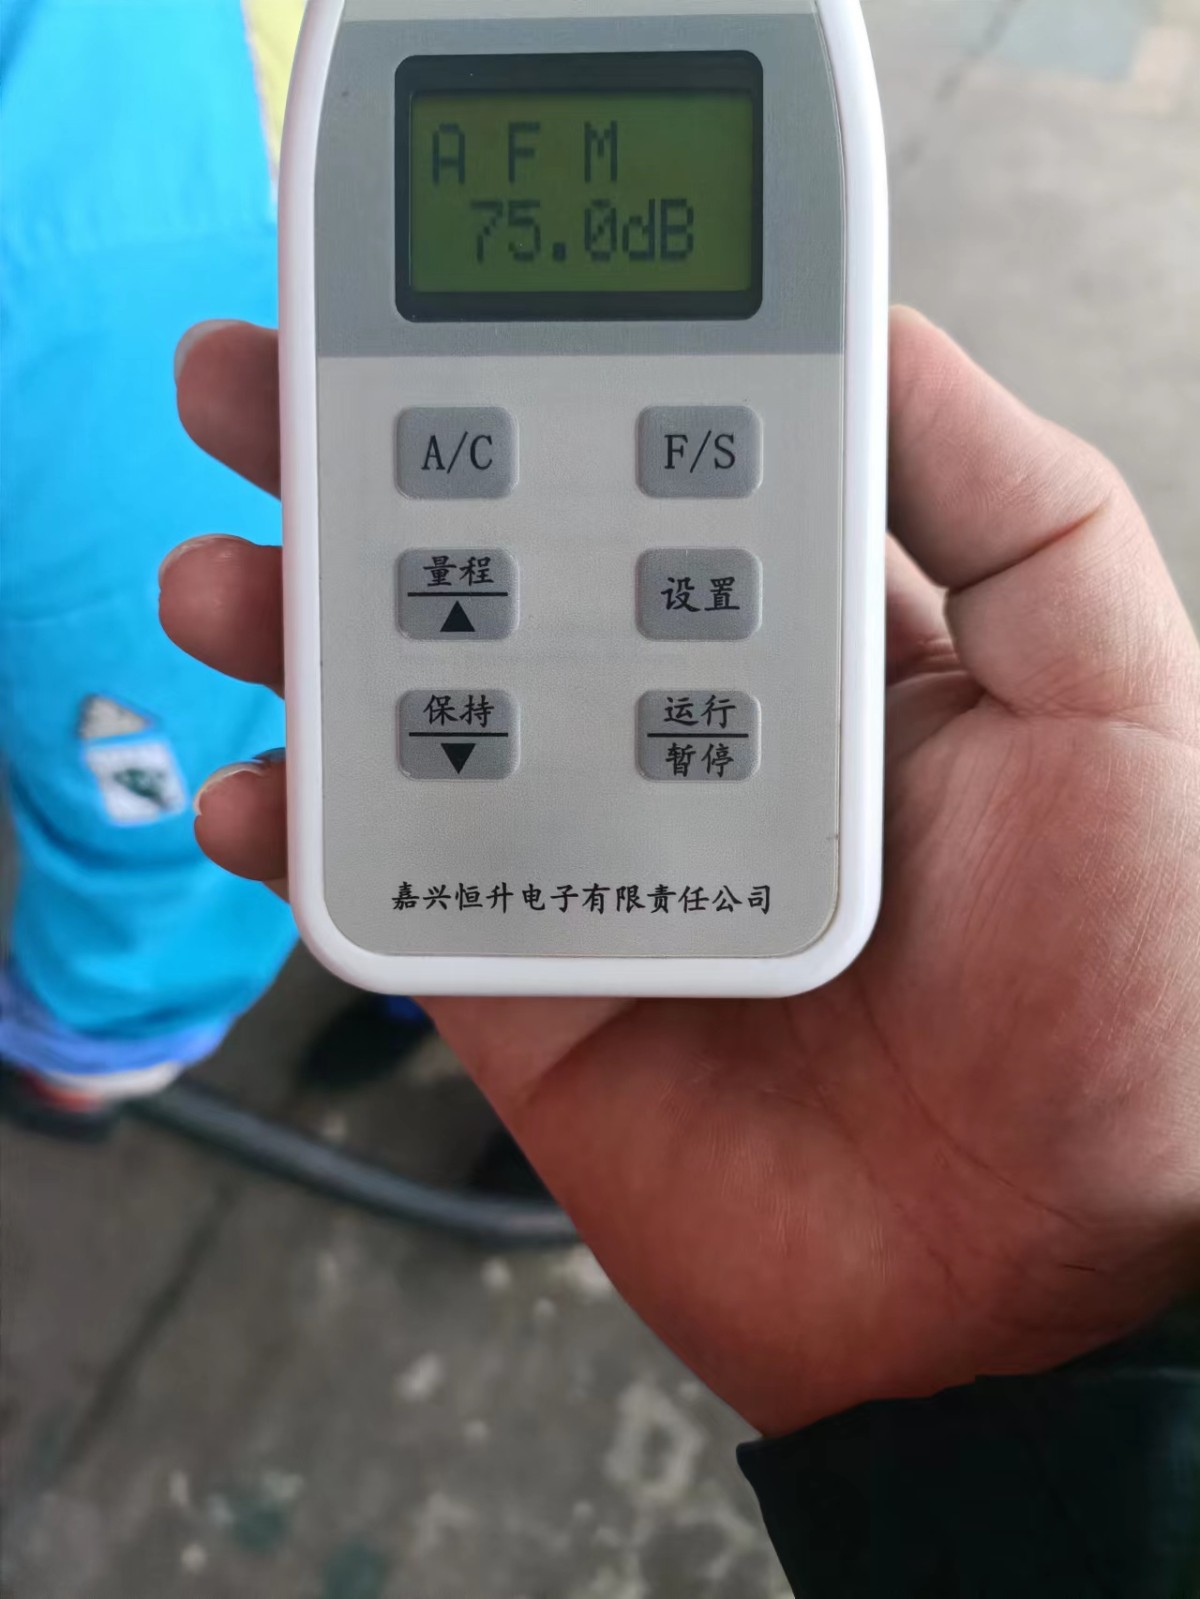 A F M
75.0dB
A/C
F/S
量程
▲
设置
保持
▼
运行
暂停
嘉兴恒升电子有限责任公司